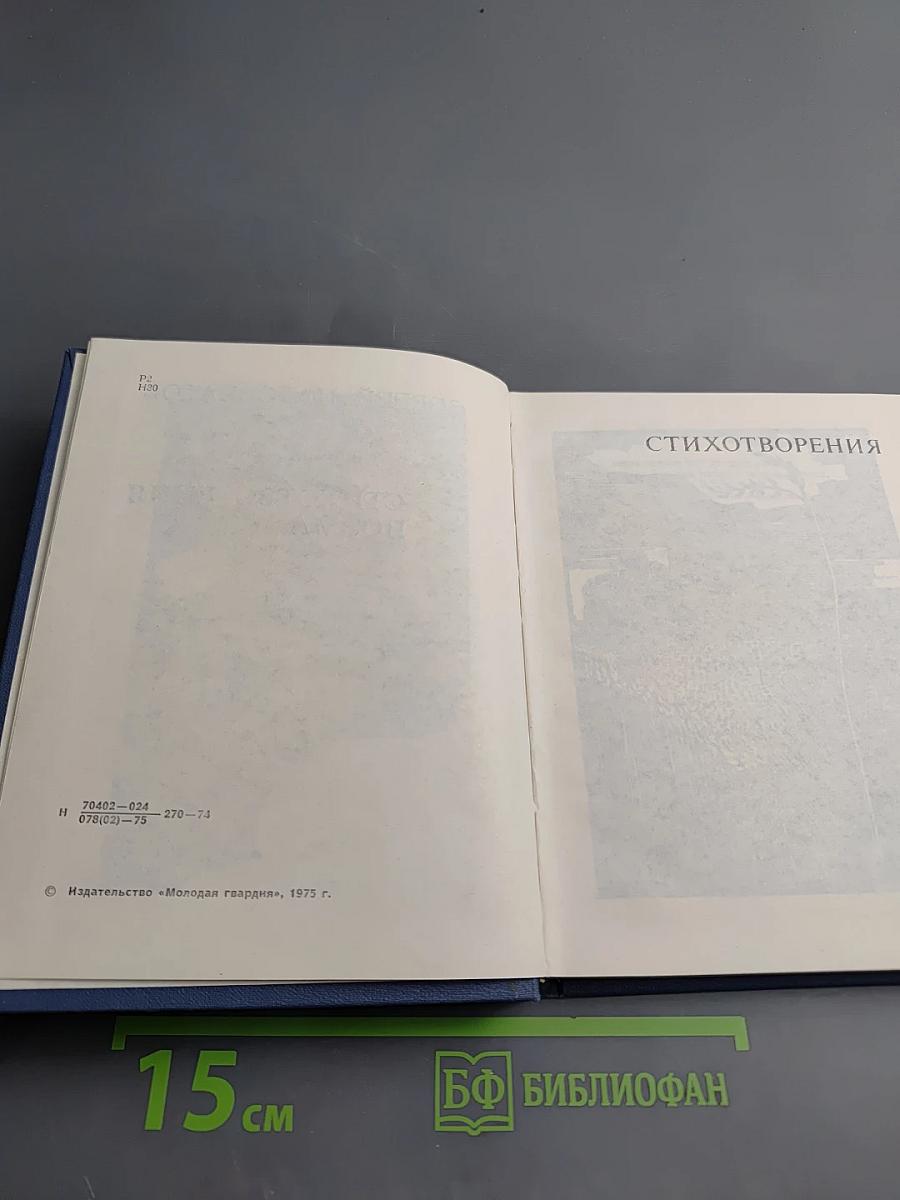 Р2
Н30
Н 70402—024
078(02)—75 270—74
© Издательство «Молодая гвардия», 1975 г.
СТИХОТВОРЕНИЯ
15 см
БФ БИБЛИОФАН